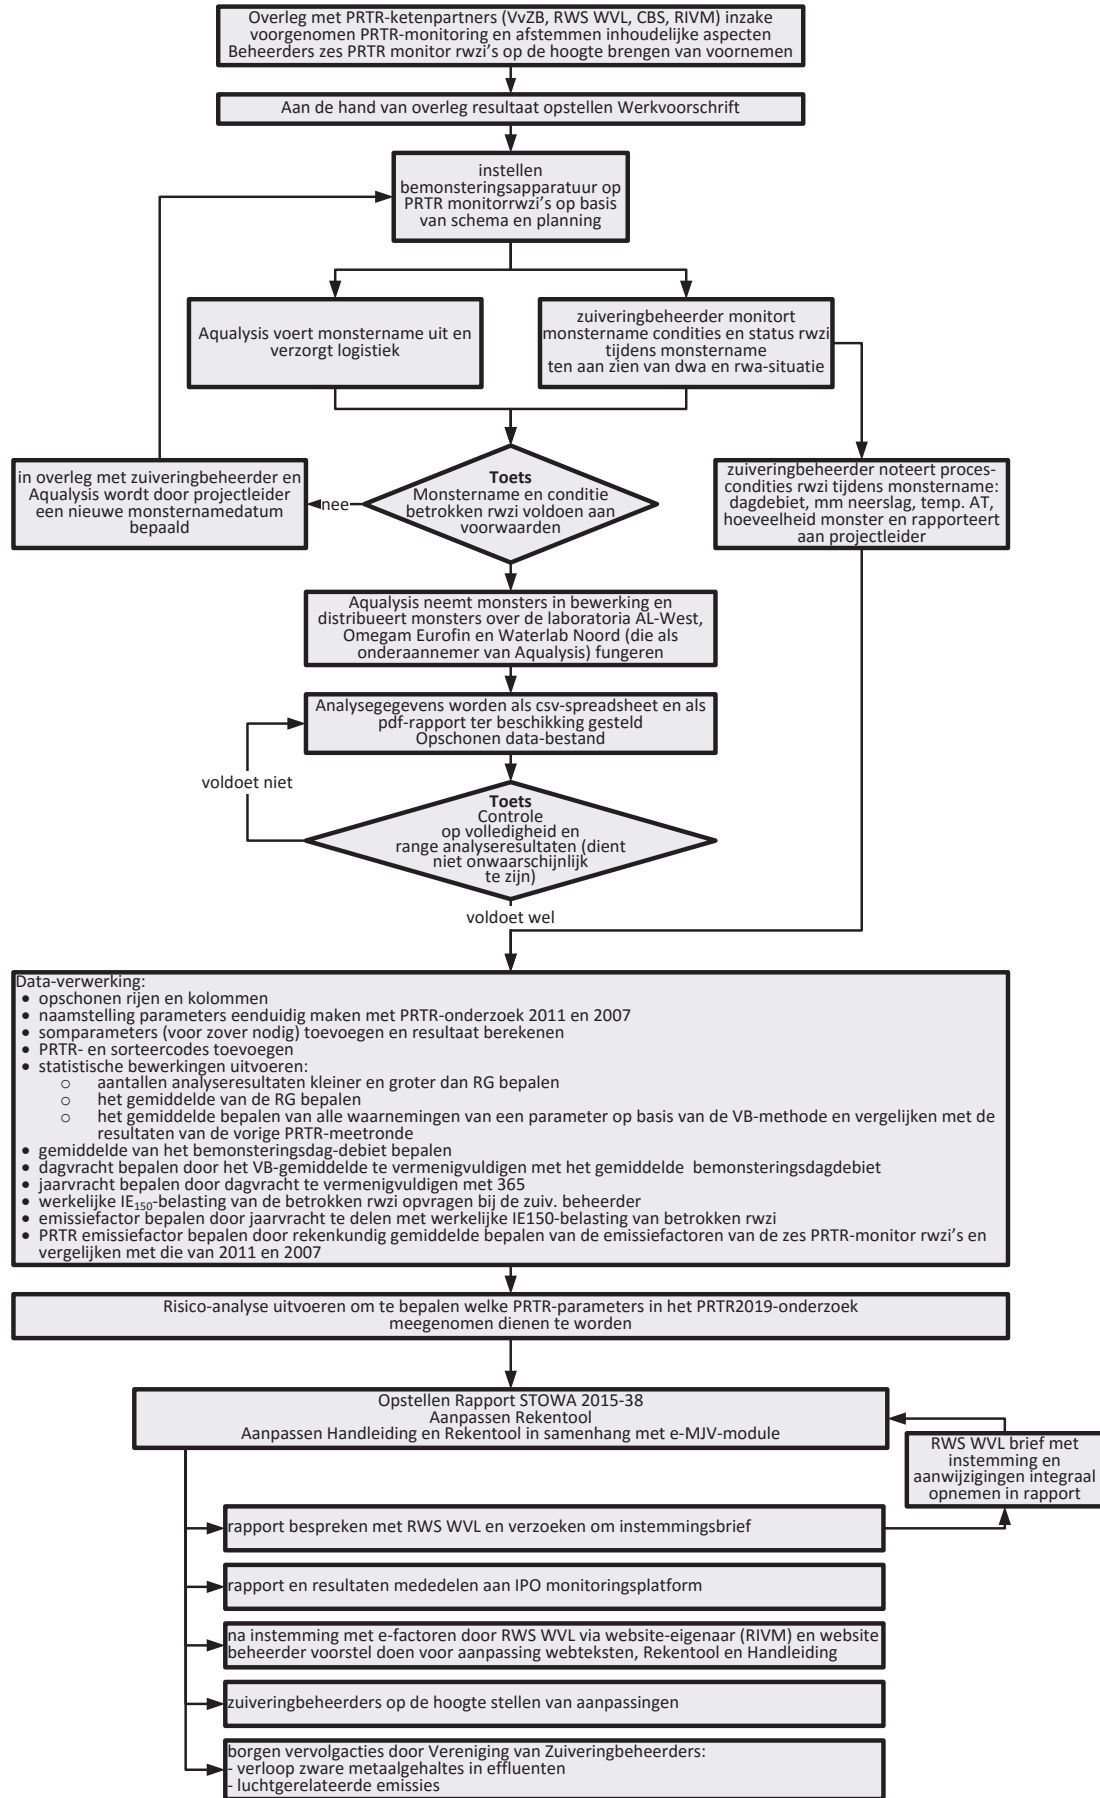 Overleg met PRTR-ketenpartners (VvZB, RWS WVL, CBS, RIVM) inzake
voorgenomen PRTR-monitoring en afstemmen inhoudelijke aspecten
Beheerders zes PRTR monitor rwzi's op de hoogte brengen van voornemen
Aan de hand van overleg resultaat opstellen Werkvoorschrift
instellen
bemonsteringsapparatuur op
PRTR monitorrwzi's op basis
van schema en planning
Aqualysis voert monstername uit en
verzorgt logistiek
zuiveringbeheerder monitort
monstername condities en status rwzi
tijdens monstername
ten aan zien van dwa en rwa-situatie
in overleg met zuiveringbeheerder en
Aqualysis wordt door projectleider
een nieuwe monsternamedatum
bepaald
nee
Toets
Monstername en conditie
betrokken rwzi voldoen aan
voorwaarden
zuiveringbeheerder noteert proces-
condities rwzi tijdens monstername:
dagdebiet, mm neerslag, temp. AT,
hoeveelheid monster en rapporteert
aan projectleider
Aqualysis neemt monsters in bewerking en
distribueert monsters over de laboratoria AL-West,
Omegam Eurofin en Waterlab Noord (die als
onderaannemer van Aqualysis) fungeren
Analysegegevens worden als csv-spreadsheet en als
pdf-rapport ter beschikking gesteld
Opschonen data-bestand
voldoet niet
Toets
Controle
op volledigheid en
range analyseresultaten (dient
niet onwaarschijnlijk
te zijn)
voldoet wel
Data-verwerking:
• opschonen rijen en kolommen
• naamstelling parameters eenduidig maken met PRTR-onderzoek 2011 en 2007
• somparameters (voor zover nodig) toevoegen en resultaat berekenen
• PRTR- en sorteercodes toevoegen
• statistische bewerkingen uitvoeren:
o aantallen analyseresultaten kleiner en groter dan RG bepalen
o het gemiddelde van de RG bepalen
o het gemiddelde bepalen van alle waarnemingen van een parameter op basis van de VB-methode en vergelijken met de
resultaten van de vorige PRTR-meetronde
• gemiddelde van het bemonsteringsdag-debiet bepalen
• dagvracht bepalen door het VB-gemiddelde te vermenigvuldigen met het gemiddelde bemonsteringsdagdebiet
• jaarvracht bepalen door dagvracht te vermenigvuldigen met 365
• werkelijke IE₁₅₀-belasting van de betrokken rwzi opvragen bij de zuiv. beheerder
• emissiefactor bepalen door jaarvracht te delen met werkelijke IE150-belasting van betrokken rwzi
• PRTR emissiefactor bepalen door rekenkundig gemiddelde bepalen van de emissiefactoren van de zes PRTR-monitor rwzi's en
vergelijken met die van 2011 en 2007
Risico-analyse uitvoeren om te bepalen welke PRTR-parameters in het PRTR2019-onderzoek
meegenomen dienen te worden
Opstellen Rapport STOWA 2015-38
Aanpassen Rekentool
Aanpassen Handleiding en Rekentool in samenhang met e-MJV-module
RWS WVL brief met
instemming en
aanwijzigingen integraal
opnemen in rapport
rapport bespreken met RWS WVL en verzoeken om instemmingsbrief
rapport en resultaten mededelen aan IPO monitoringsplatform
na instemming met e-factoren door RWS WVL via website-eigenaar (RIVM) en website
beheerder voorstel doen voor aanpassing webteksten, Rekentool en Handleiding
zuiveringbeheerders op de hoogte stellen van aanpassingen
borgen vervolgacties door Vereniging van Zuiveringbeheerders:
- verloop zware metaalgehaltes in effluenten
- luchtgerelateerde emissies